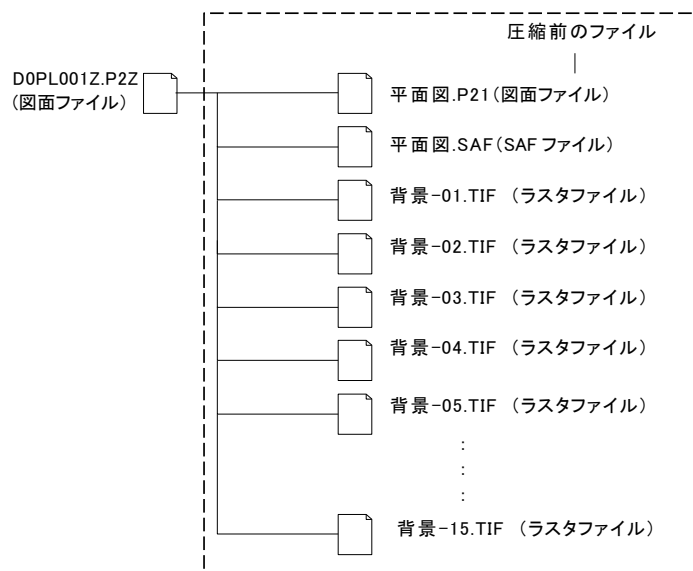 圧縮前のファイル
D0PL001Z.P2Z
(図面ファイル)
平面図.P21(図面ファイル)
平面図.SAF(SAFファイル)
背景-01.TIF (ラスタファイル)
背景-02.TIF (ラスタファイル)
背景-03.TIF (ラスタファイル)
背景-04.TIF (ラスタファイル)
背景-05.TIF (ラスタファイル)
:
:
:
背景-15.TIF (ラスタファイル)